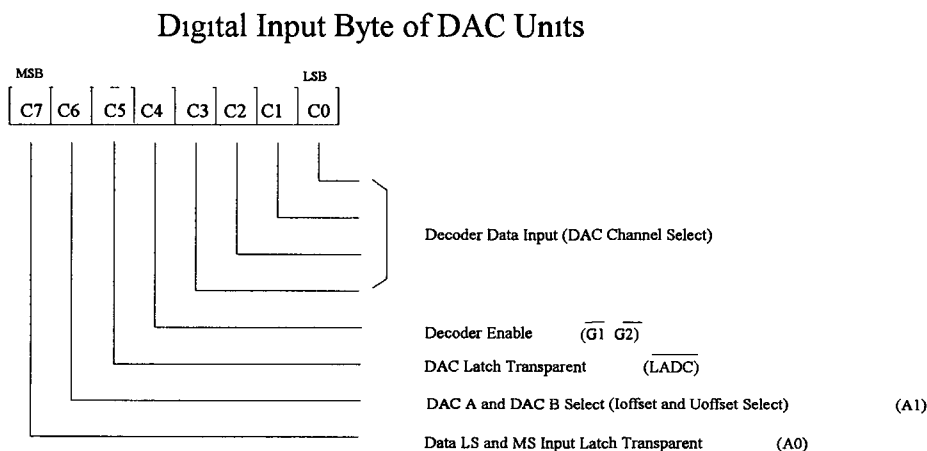 Digital Input Byte of DAC Units
MSB LSB
C7 C6 C5 C4 C3 C2 C1 C0
Decoder Data Input (DAC Channel Select)
Decoder Enable (G1 G2)
DAC Latch Transparent (LADC)
DAC A and DAC B Select (Ioffset and Uoffset Select) (A1)
Data LS and MS Input Latch Transparent (A0)